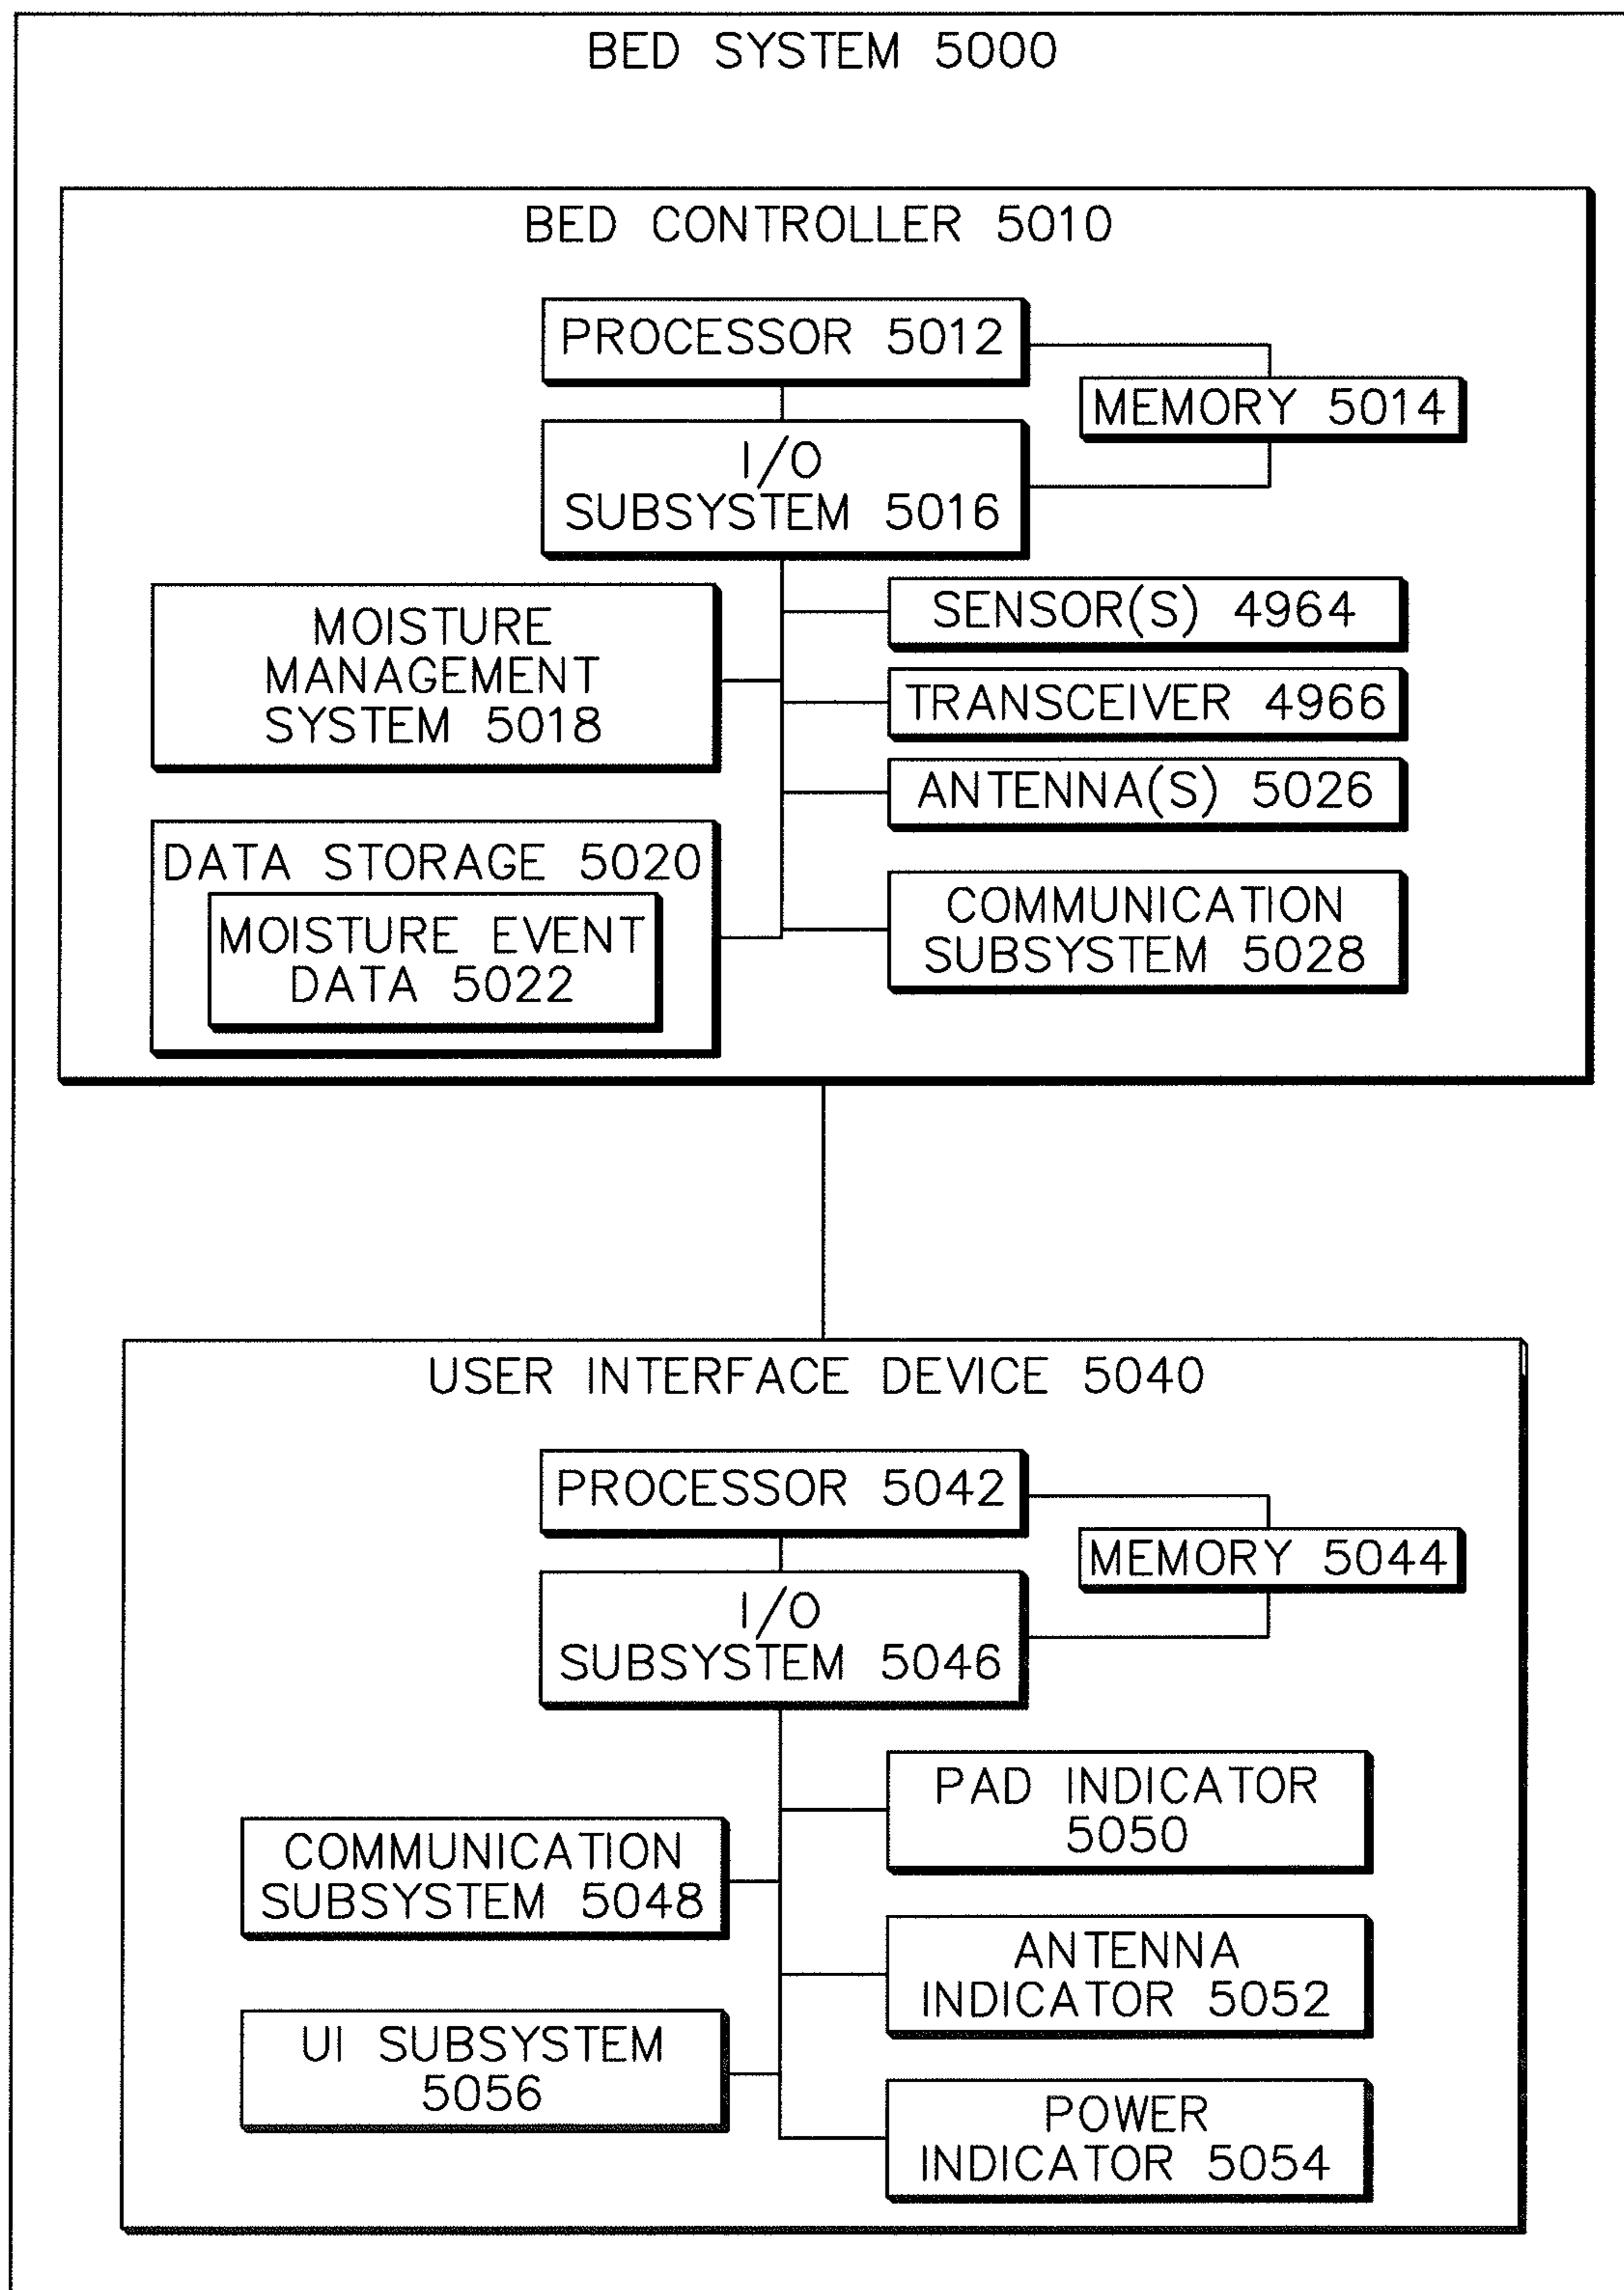 BED SYSTEM 5000
BED CONTROLLER 5010
PROCESSOR 5012
MEMORY 5014
I/O
SUBSYSTEM 5016
MOISTURE
MANAGEMENT
SYSTEM 5018
SENSOR(S) 4964
TRANSCEIVER 4966
ANTENNA(S) 5026
DATA STORAGE 5020
MOISTURE EVENT
DATA 5022
COMMUNICATION
SUBSYSTEM 5028
USER INTERFACE DEVICE 5040
PROCESSOR 5042
MEMORY 5044
I/O
SUBSYSTEM 5046
PAD INDICATOR
5050
COMMUNICATION
SUBSYSTEM 5048
ANTENNA
INDICATOR 5052
UI SUBSYSTEM
5056
POWER
INDICATOR 5054